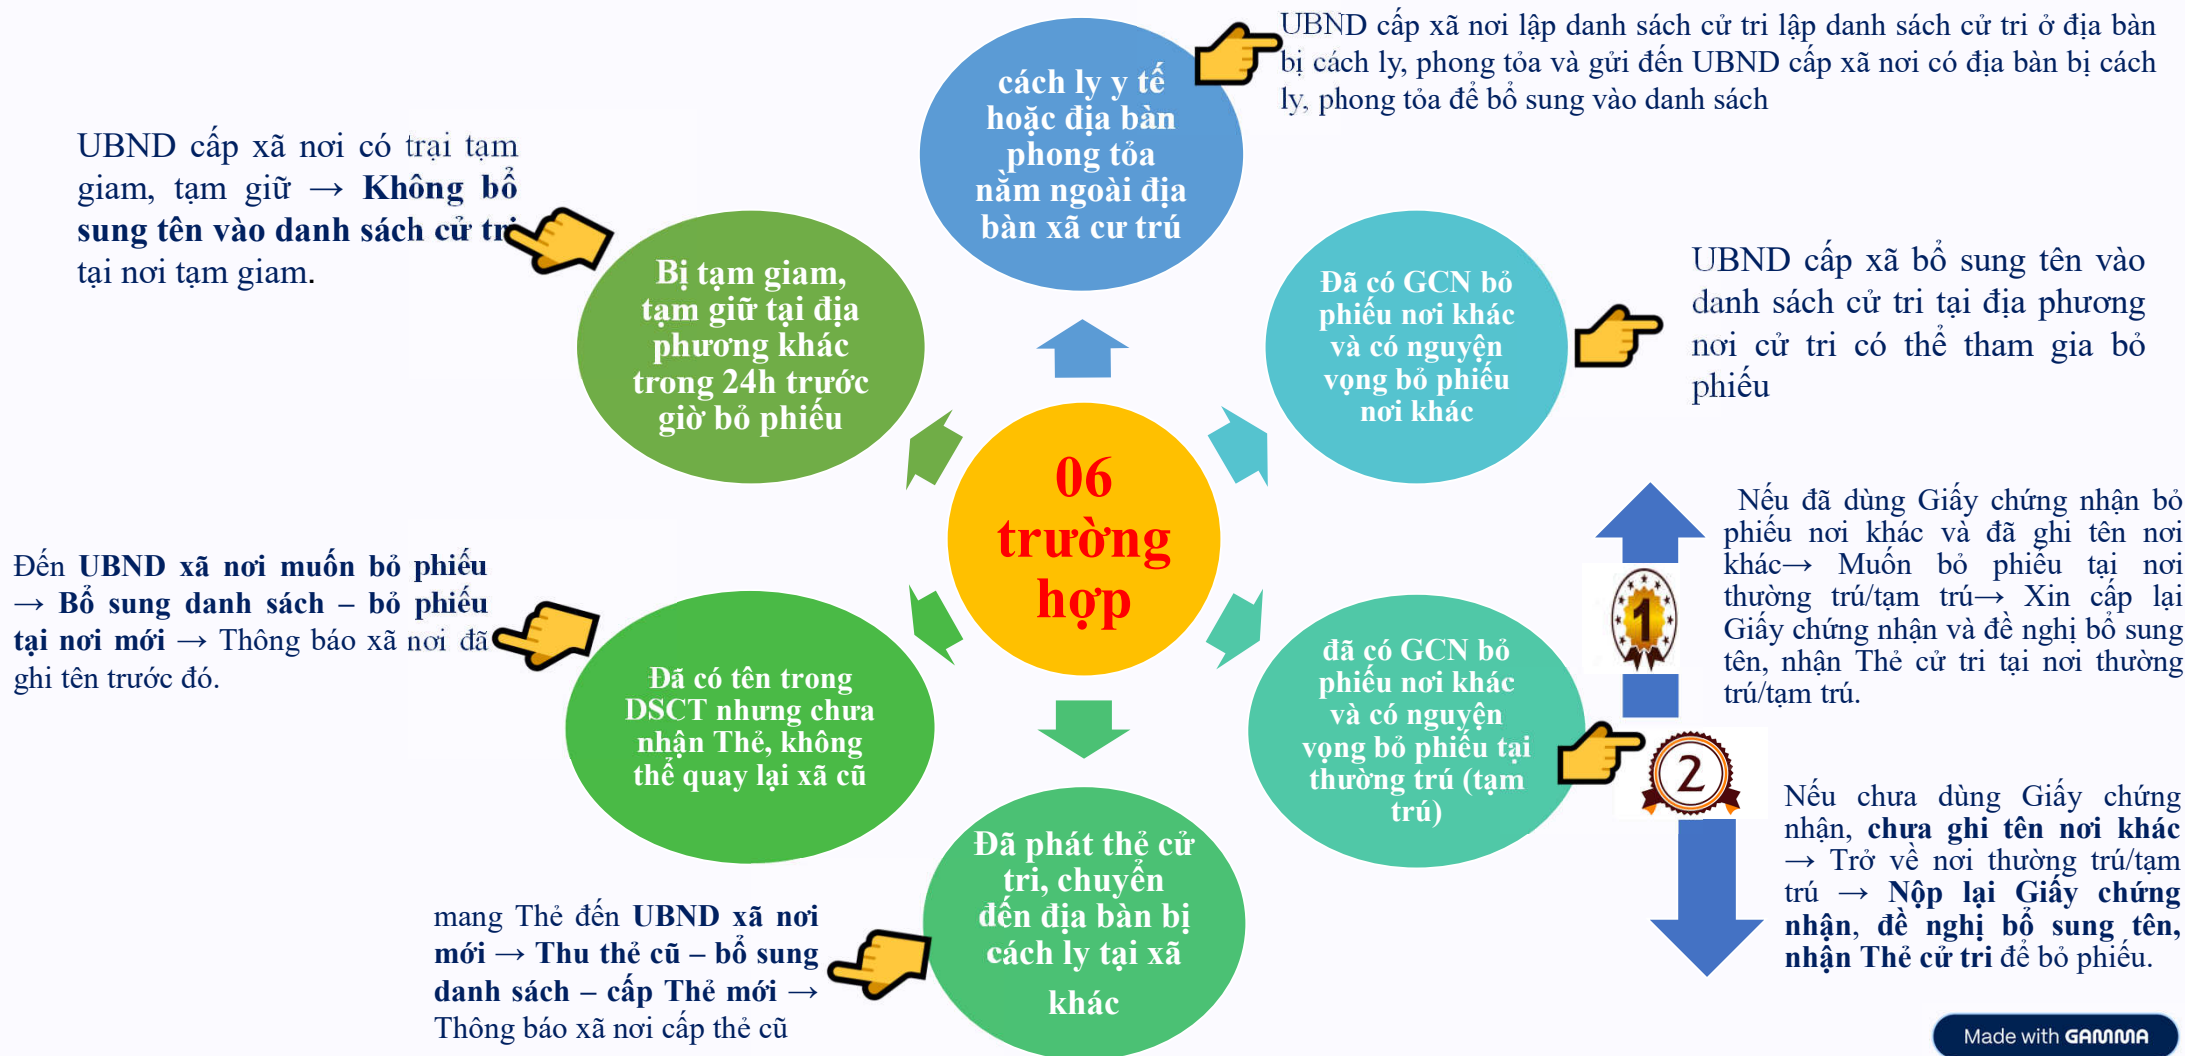 UBND cấp xã nơi lập danh sách cử tri lập danh sách cử tri ở địa bàn
bị cách ly, phong tỏa và gửi đến UBND cấp xã nơi có địa bàn bị cách
ly, phong tỏa để bổ sung vào danh sách
cách ly y tế
hoặc địa bàn
phong tỏa
nằm ngoài địa
bàn xã cư trú
UBND cấp xã nơi có trại tạm
giam, tạm giữ → Không bổ
sung tên vào danh sách cử tri
tại nơi tạm giam.
Bị tạm giam,
tạm giữ tại địa
phương khác
trong 24h trước
giờ bỏ phiếu
Đã có GCN bỏ
phiếu nơi khác
và có nguyện
vọng bỏ phiếu
nơi khác
UBND cấp xã bổ sung tên vào
danh sách cử tri tại địa phương
nơi cử tri có thể tham gia bỏ
phiếu
06
trường
hợp
Nếu đã dùng Giấy chứng nhận bỏ
phiếu nơi khác và đã ghi tên nơi
khác→ Muốn bỏ phiếu tại nơi
thường trú/tạm trú→ Xin cấp lại
Giấy chứng nhận và đề nghị bổ sung
tên, nhận Thẻ cử tri tại nơi thường
trú/tạm trú.
1
Đến UBND xã nơi muốn bỏ phiếu
→ Bổ sung danh sách – bỏ phiếu
tại nơi mới → Thông báo xã nơi đã
ghi tên trước đó.
Đã có tên trong
DSCT nhưng chưa
nhận Thẻ, không
thể quay lại xã cũ
đã có GCN bỏ
phiếu nơi khác
và có nguyện
vọng bỏ phiếu tại
thường trú (tạm
trú)
2
Nếu chưa dùng Giấy chứng
nhận, chưa ghi tên nơi khác
→ Trở về nơi thường trú/tạm
trú → Nộp lại Giấy chứng
nhận, đề nghị bổ sung tên,
nhận Thẻ cử tri để bỏ phiếu.
Đã phát thẻ cử
tri, chuyển
đến địa bàn bị
cách ly tại xã
khác
mang Thẻ đến UBND xã nơi
mới → Thu thẻ cũ – bổ sung
danh sách – cấp Thẻ mới →
Thông báo xã nơi cấp thẻ cũ
Made with GAMMA